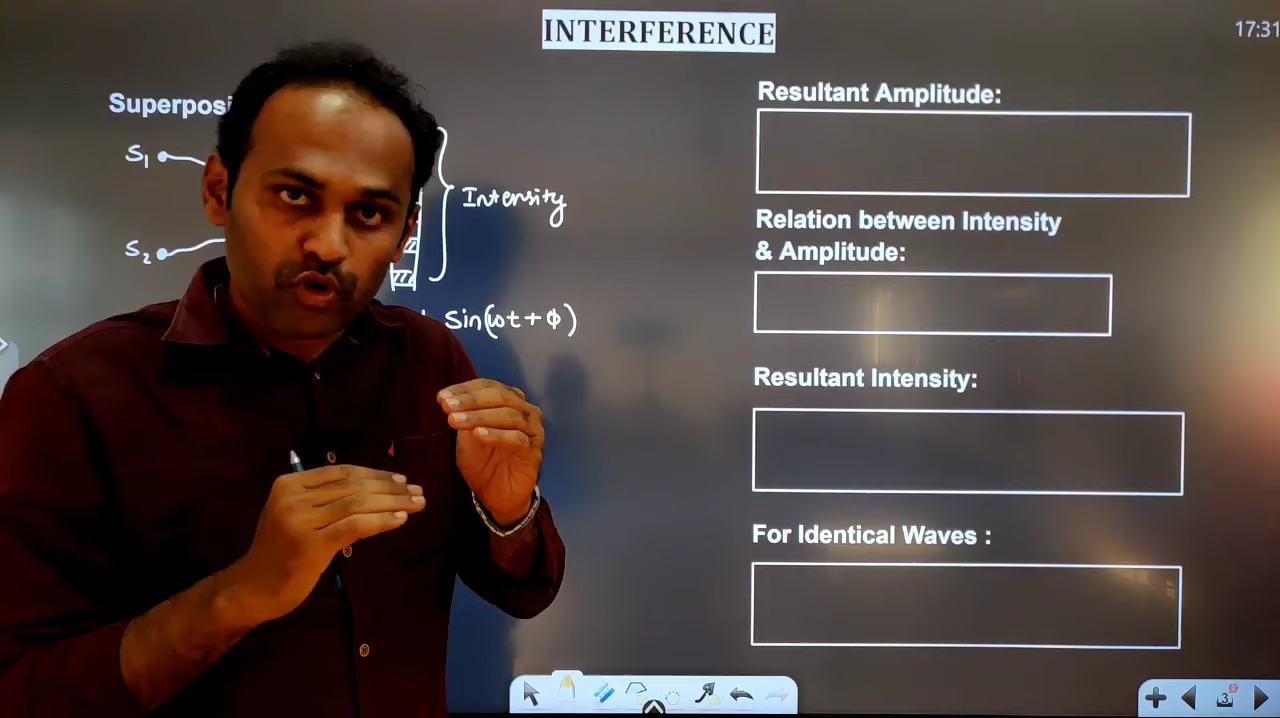 INTERFERENCE
17:31
Superposi
S1
S2
Intensity
Sin(ωt+φ)
Resultant Amplitude:
Relation between Intensity
& Amplitude:
Resultant Intensity:
For Identical Waves :
3